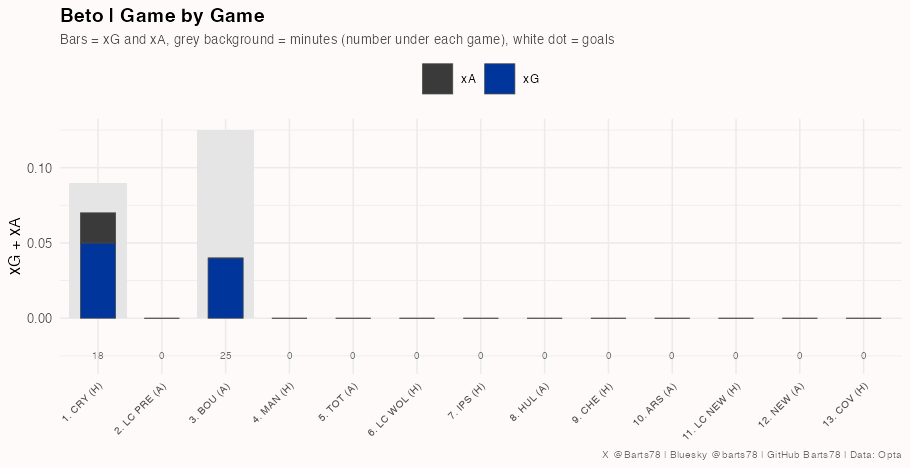 Beto | Game by Game
Bars = xG and xA, grey background = minutes (number under each game), white dot = goals
xA xG
xG + xA
0.10
0.05
0.00
18 0 25 0 0 0 0 0 0 0 0 0 0
1. CRY (H)
2. LC PRE (A)
3. BOU (A)
4. MAN (H)
5. TOT (A)
6. LC WOL (H)
7. IPS (H)
8. HUL (A)
9. CHE (H)
10. ARS (A)
11. LC NEW (H)
12. NEW (A)
13. COV (H)
X @Barts78 | Bluesky @barts78 | GitHub Barts78 | Data: Opta